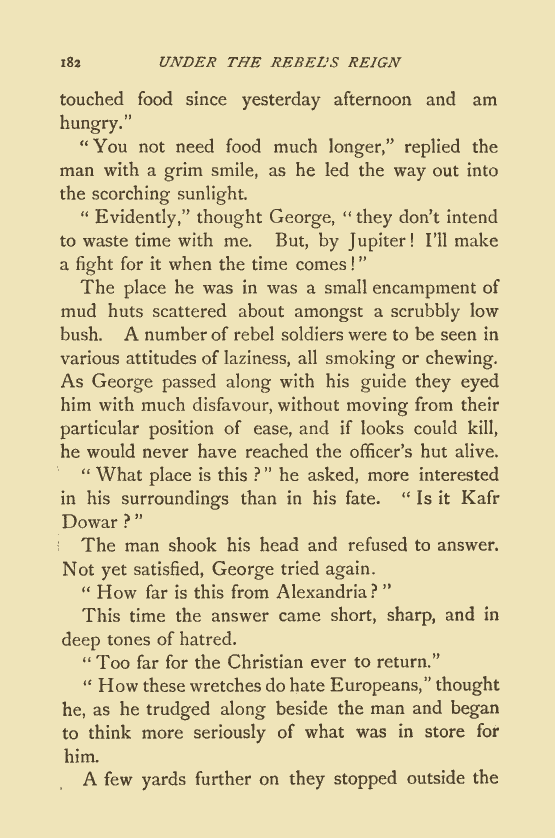 182 UNDER THE REBEL'S REIGN
touched food since yesterday afternoon and am
hungry."
"You not need food much longer," replied the
man with a grim smile, as he led the way out into
the scorching sunlight.
"Evidently," thought George, "they don't intend
to waste time with me. But, by Jupiter! I'll make
a fight for it when the time comes!"
The place he was in was a small encampment of
mud huts scattered about amongst a scrubbly low
bush. A number of rebel soldiers were to be seen in
various attitudes of laziness, all smoking or chewing.
As George passed along with his guide they eyed
him with much disfavour, without moving from their
particular position of ease, and if looks could kill,
he would never have reached the officer's hut alive.
"What place is this?" he asked, more interested
in his surroundings than in his fate. "Is it Kafr
Dowar?"
The man shook his head and refused to answer.
Not yet satisfied, George tried again.
"How far is this from Alexandria?"
This time the answer came short, sharp, and in
deep tones of hatred.
"Too far for the Christian ever to return."
"How these wretches do hate Europeans," thought
he, as he trudged along beside the man and began
to think more seriously of what was in store for
him.
A few yards further on they stopped outside the